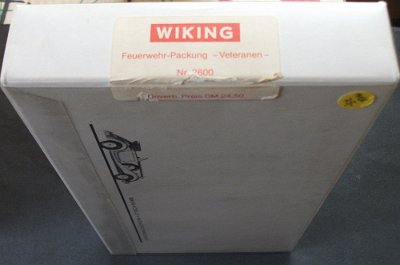 WIKING
Feuerwehr-Packung –Veteranen–
Nr. 2600
Unverb. Preis DM 24,50